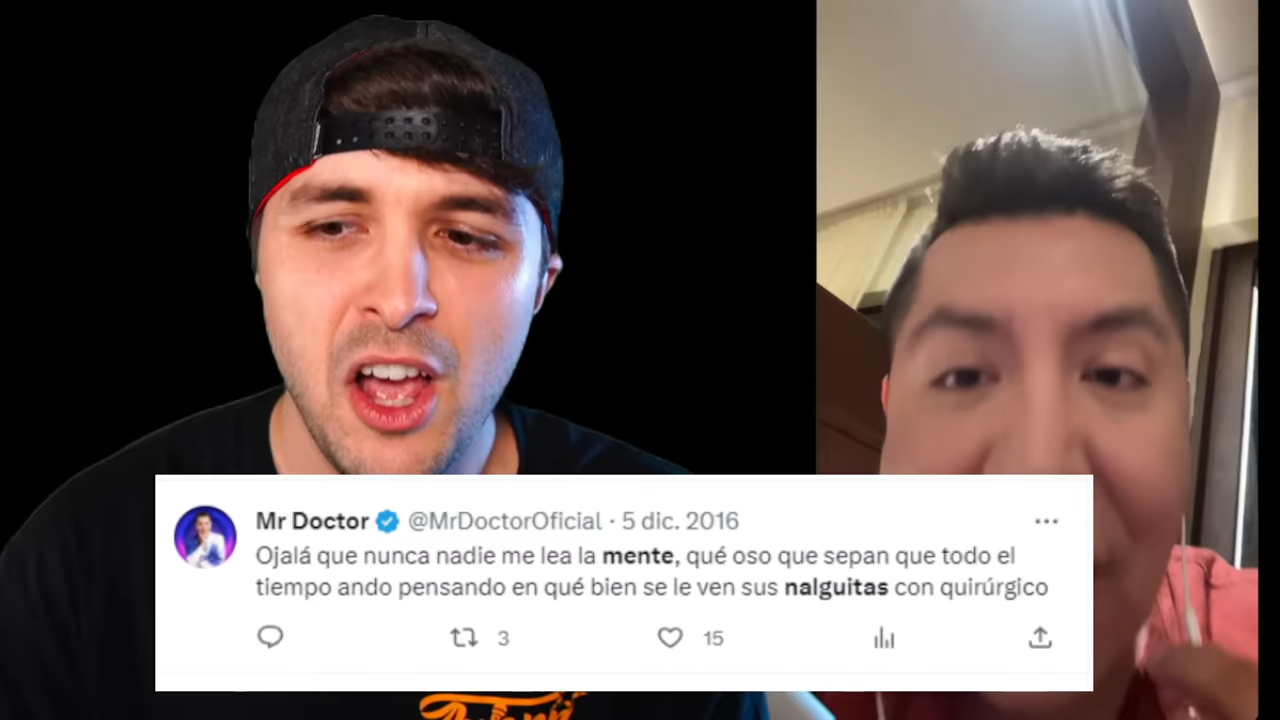 Mr Doctor @MrDoctorOficial · 5 dic. 2016
Ojalá que nunca nadie me lea la mente, qué oso que sepan que todo el
tiempo ando pensando en qué bien se le ven sus nalguitas con quirúrgico
3 15